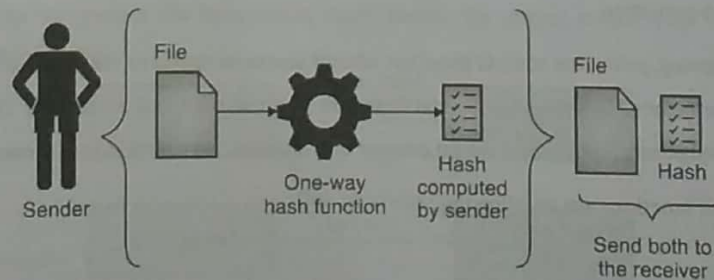 File
File
Sender
One-way
hash function
Hash
computed
by sender
Hash
Send both to
the receiver